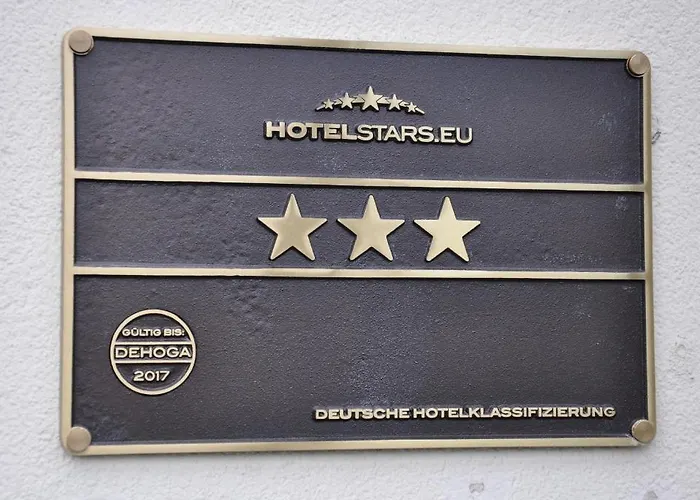 HOTELSTARS.EU
GÜLTIG BIS:
DEHOGA
2017
DEUTSCHE HOTELKLASSIFIZIERUNG